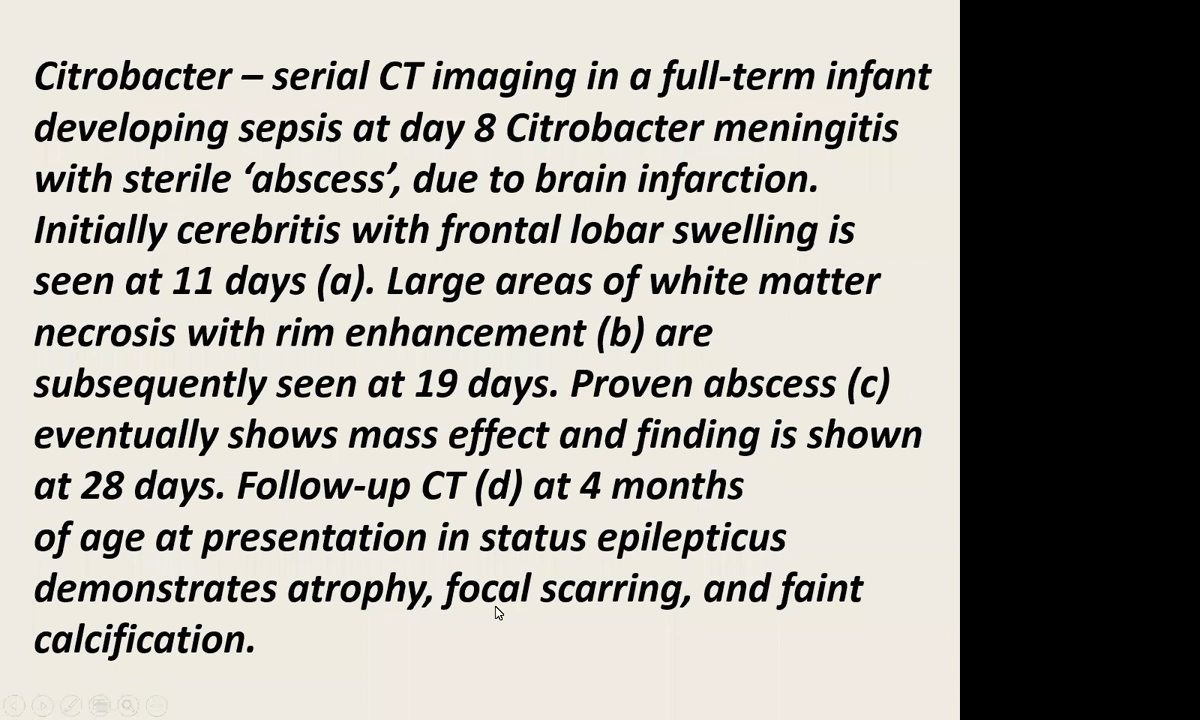 Citrobacter – serial CT imaging in a full-term infant
developing sepsis at day 8 Citrobacter meningitis
with sterile ‘abscess’, due to brain infarction.
Initially cerebritis with frontal lobar swelling is
seen at 11 days (a). Large areas of white matter
necrosis with rim enhancement (b) are
subsequently seen at 19 days. Proven abscess (c)
eventually shows mass effect and finding is shown
at 28 days. Follow-up CT (d) at 4 months
of age at presentation in status epilepticus
demonstrates atrophy, focal scarring, and faint
calcification.